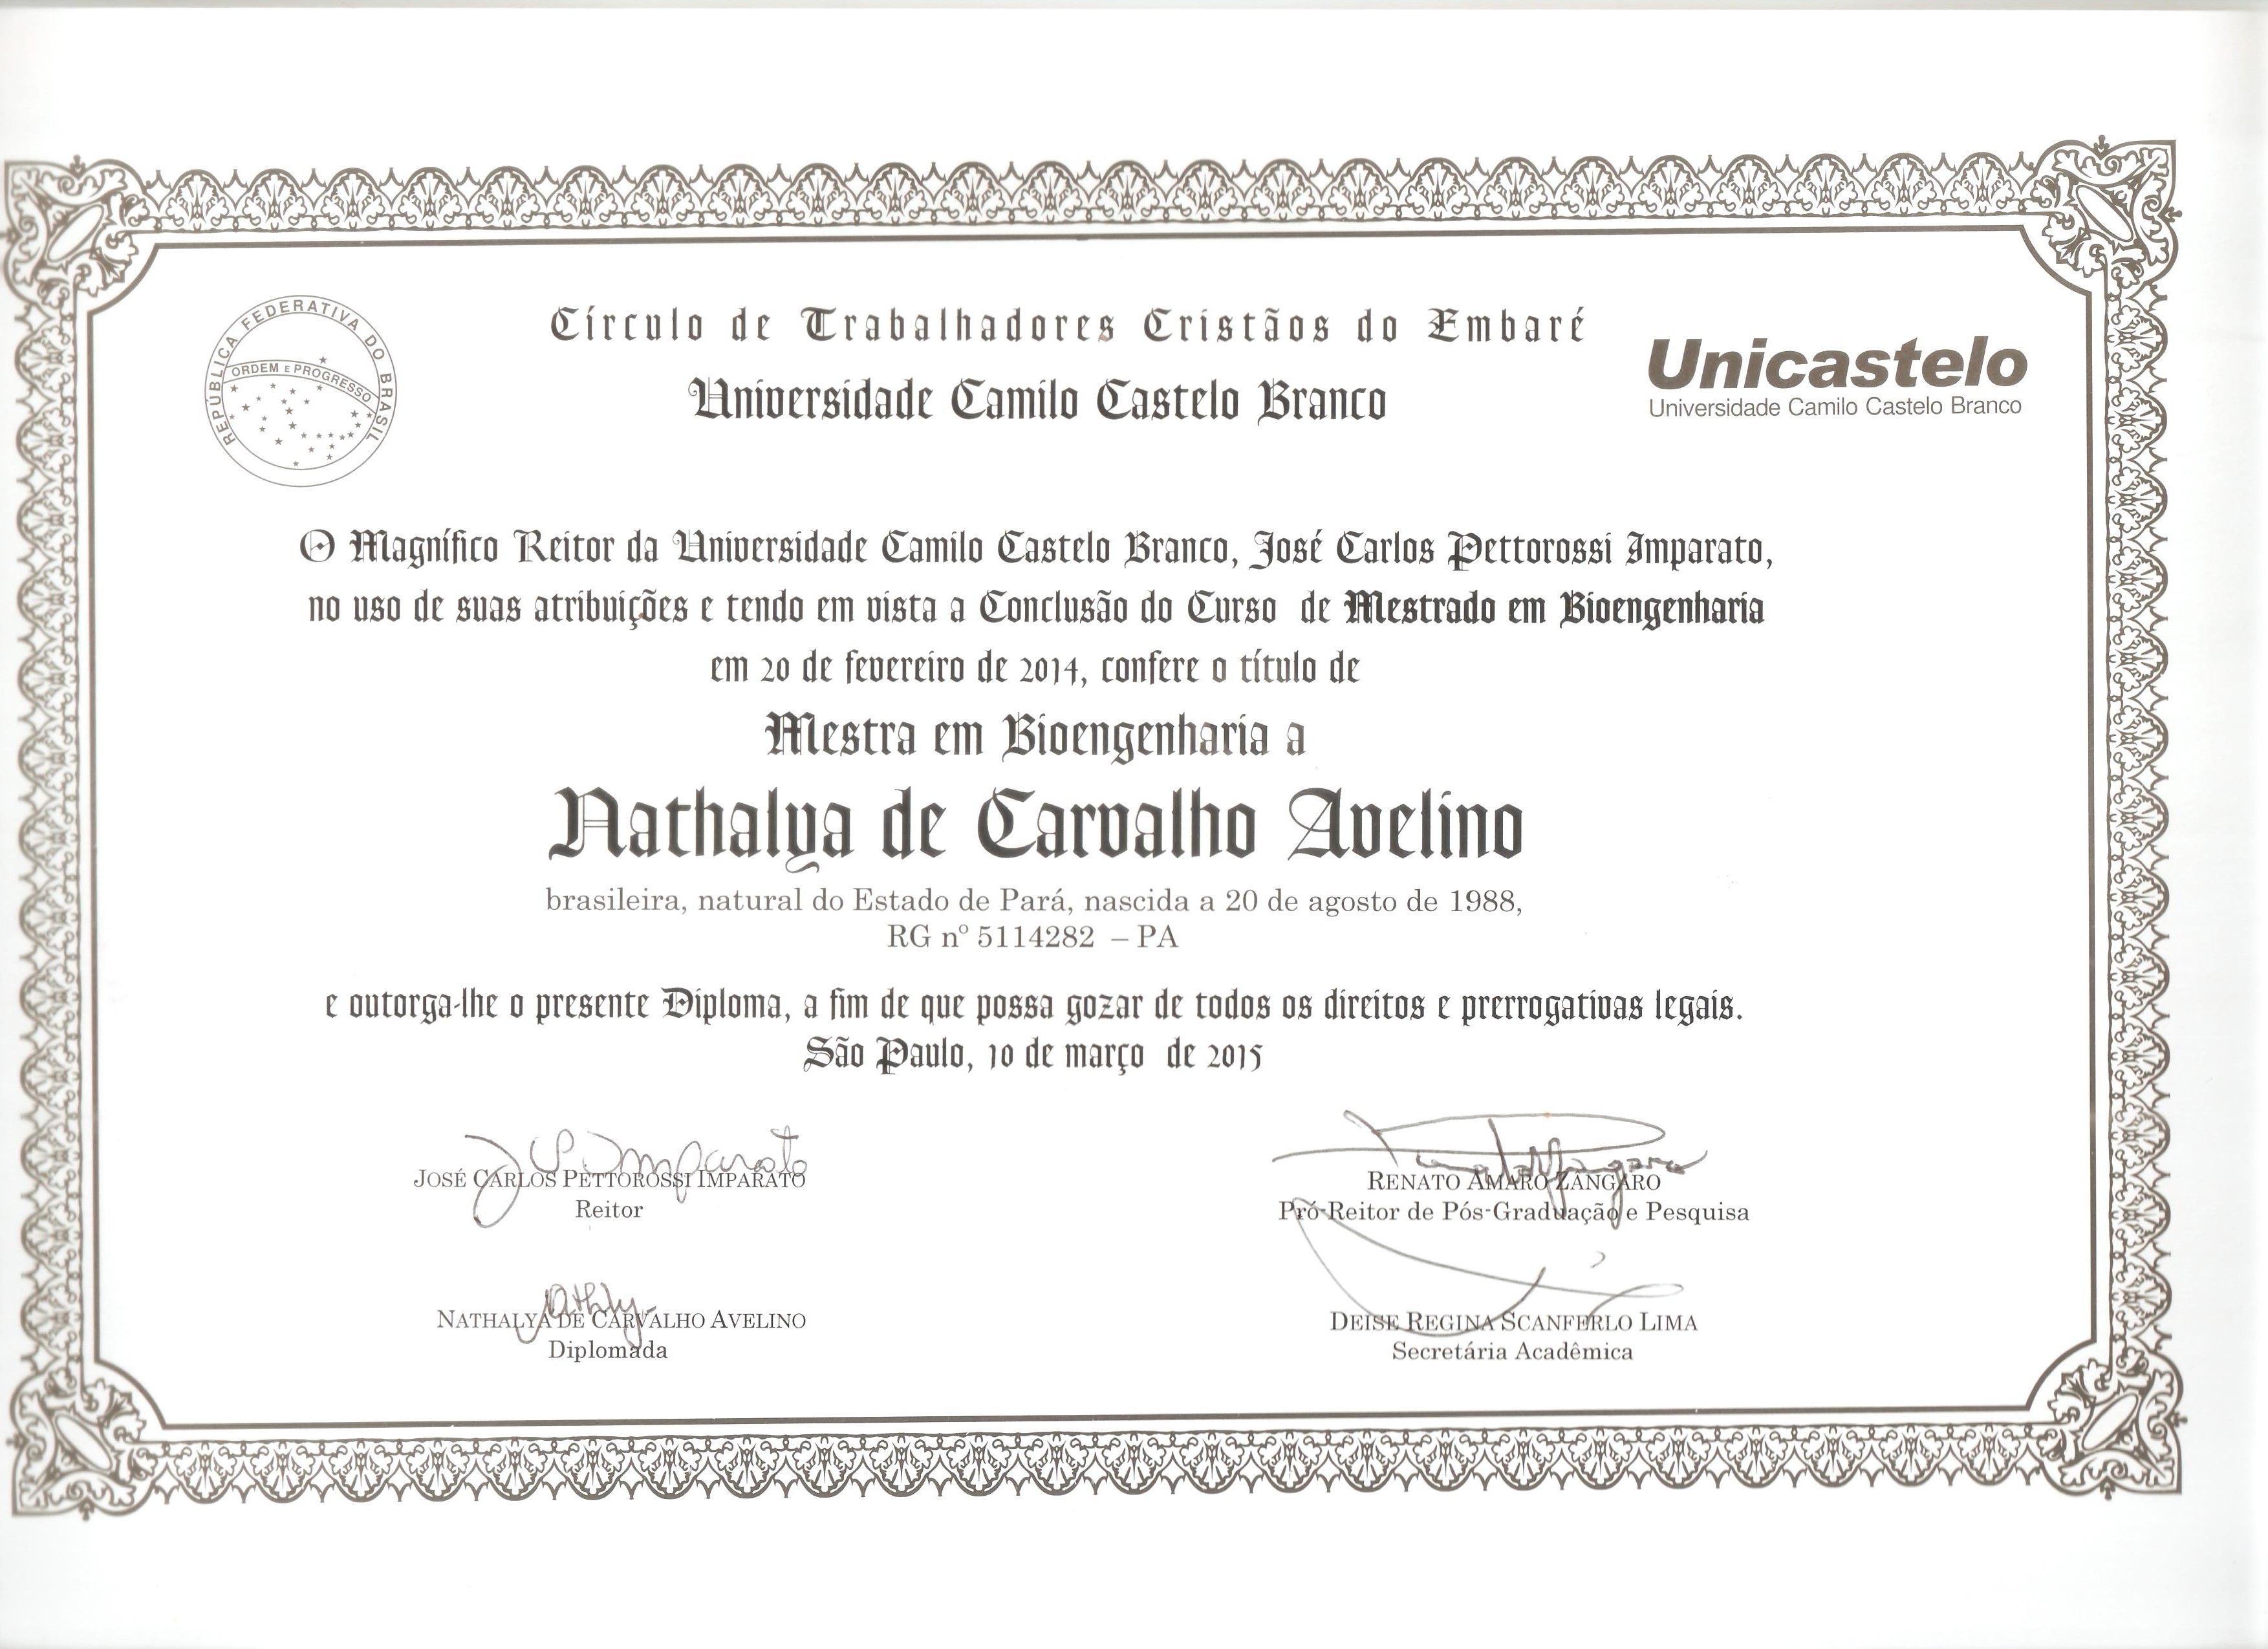 REPÚBLICA FEDERATIVA DO BRASIL
ORDEM E PROGRESSO
Círculo de Trabalhadores Cristãos do Embaré
Universidade Camilo Castelo Branco
Unicastelo
Universidade Camilo Castelo Branco
O Magnífico Reitor da Universidade Camilo Castelo Branco, José Carlos Pettorossi Imparato,
no uso de suas atribuições e tendo em vista a Conclusão do Curso de Mestrado em Bioengenharia
em 20 de fevereiro de 2014, confere o título de
Mestra em Bioengenharia a
Nathalya de Carvalho Avelino
brasileira, natural do Estado de Pará, nascida a 20 de agosto de 1988,
RG nº 5114282 – PA
e outorga-lhe o presente Diploma, a fim de que possa gozar de todos os direitos e prerrogativas legais.
São Paulo, 10 de março de 2015
JOSÉ CARLOS PETTOROSSI IMPARATO
Reitor
RENATO AMARO ZÂNGARO
Pró-Reitor de Pós-Graduação e Pesquisa
NATHALYA DE CARVALHO AVELINO
Diplomada
DEISE REGINA SCANFERLO LIMA
Secretária Acadêmica